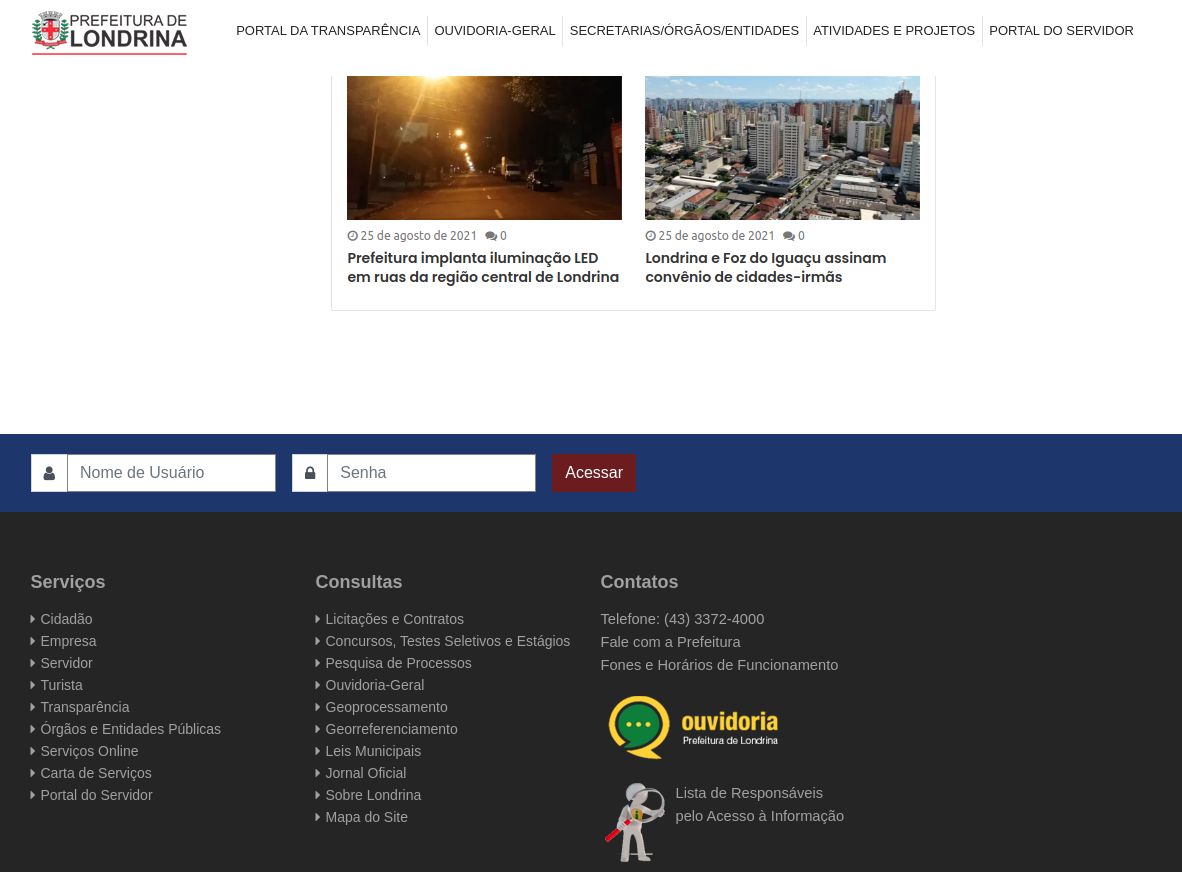 PREFEITURA DE
LONDRINA
PORTAL DA TRANSPARÊNCIA
OUVIDORIA-GERAL
SECRETARIAS/ÓRGÃOS/ENTIDADES
ATIVIDADES E PROJETOS
PORTAL DO SERVIDOR
25 de agosto de 2021 0
Prefeitura implanta iluminação LED
em ruas da região central de Londrina
25 de agosto de 2021 0
Londrina e Foz do Iguaçu assinam
convênio de cidades-irmãs
Nome de Usuário
Senha
Acessar
Serviços
Cidadão
Empresa
Servidor
Turista
Transparência
Órgãos e Entidades Públicas
Serviços Online
Carta de Serviços
Portal do Servidor
Consultas
Licitações e Contratos
Concursos, Testes Seletivos e Estágios
Pesquisa de Processos
Ouvidoria-Geral
Geoprocessamento
Georreferenciamento
Leis Municipais
Jornal Oficial
Sobre Londrina
Mapa do Site
Contatos
Telefone: (43) 3372-4000
Fale com a Prefeitura
Fones e Horários de Funcionamento
ouvidoria
Prefeitura de Londrina
Lista de Responsáveis
pelo Acesso à Informação